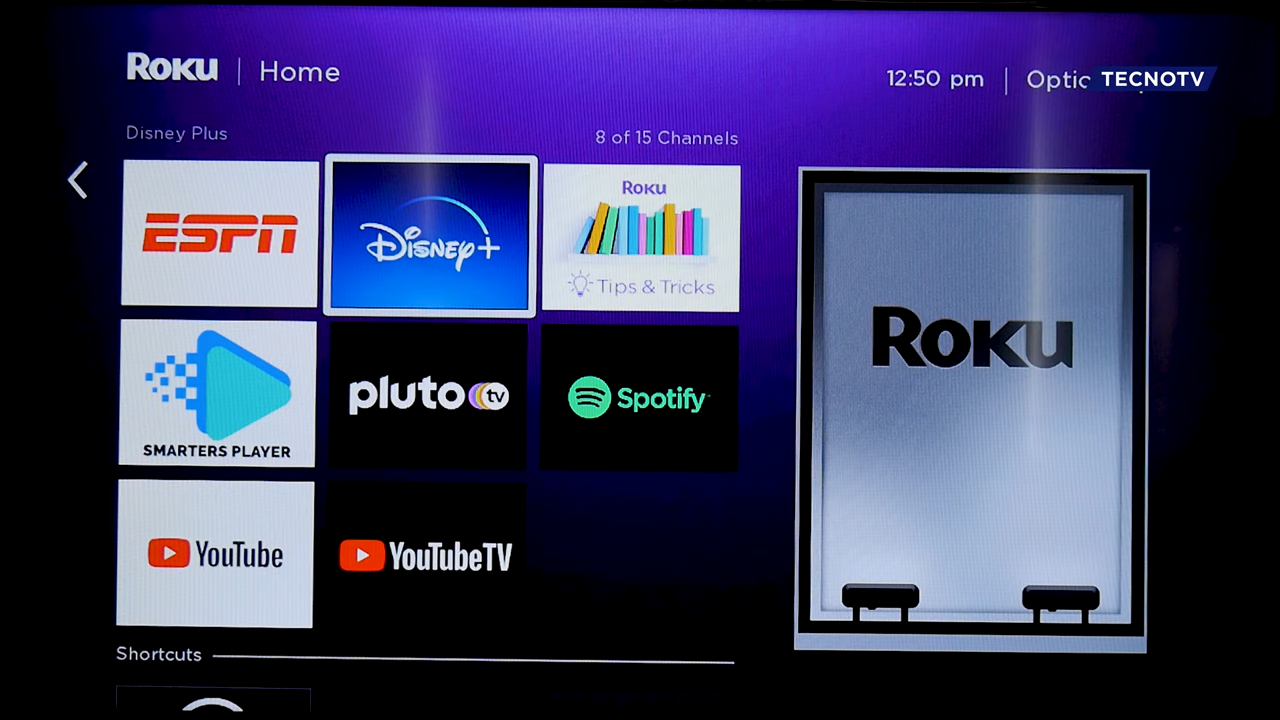 Roku | Home
12:50 pm | Optic
TECNOTV
Disney Plus
8 of 15 Channels
ESPN
Disney+
Roku
Tips & Tricks
Roku
SMARTERS PLAYER
pluto tv
Spotify
YouTube
YouTubeTV
Shortcuts